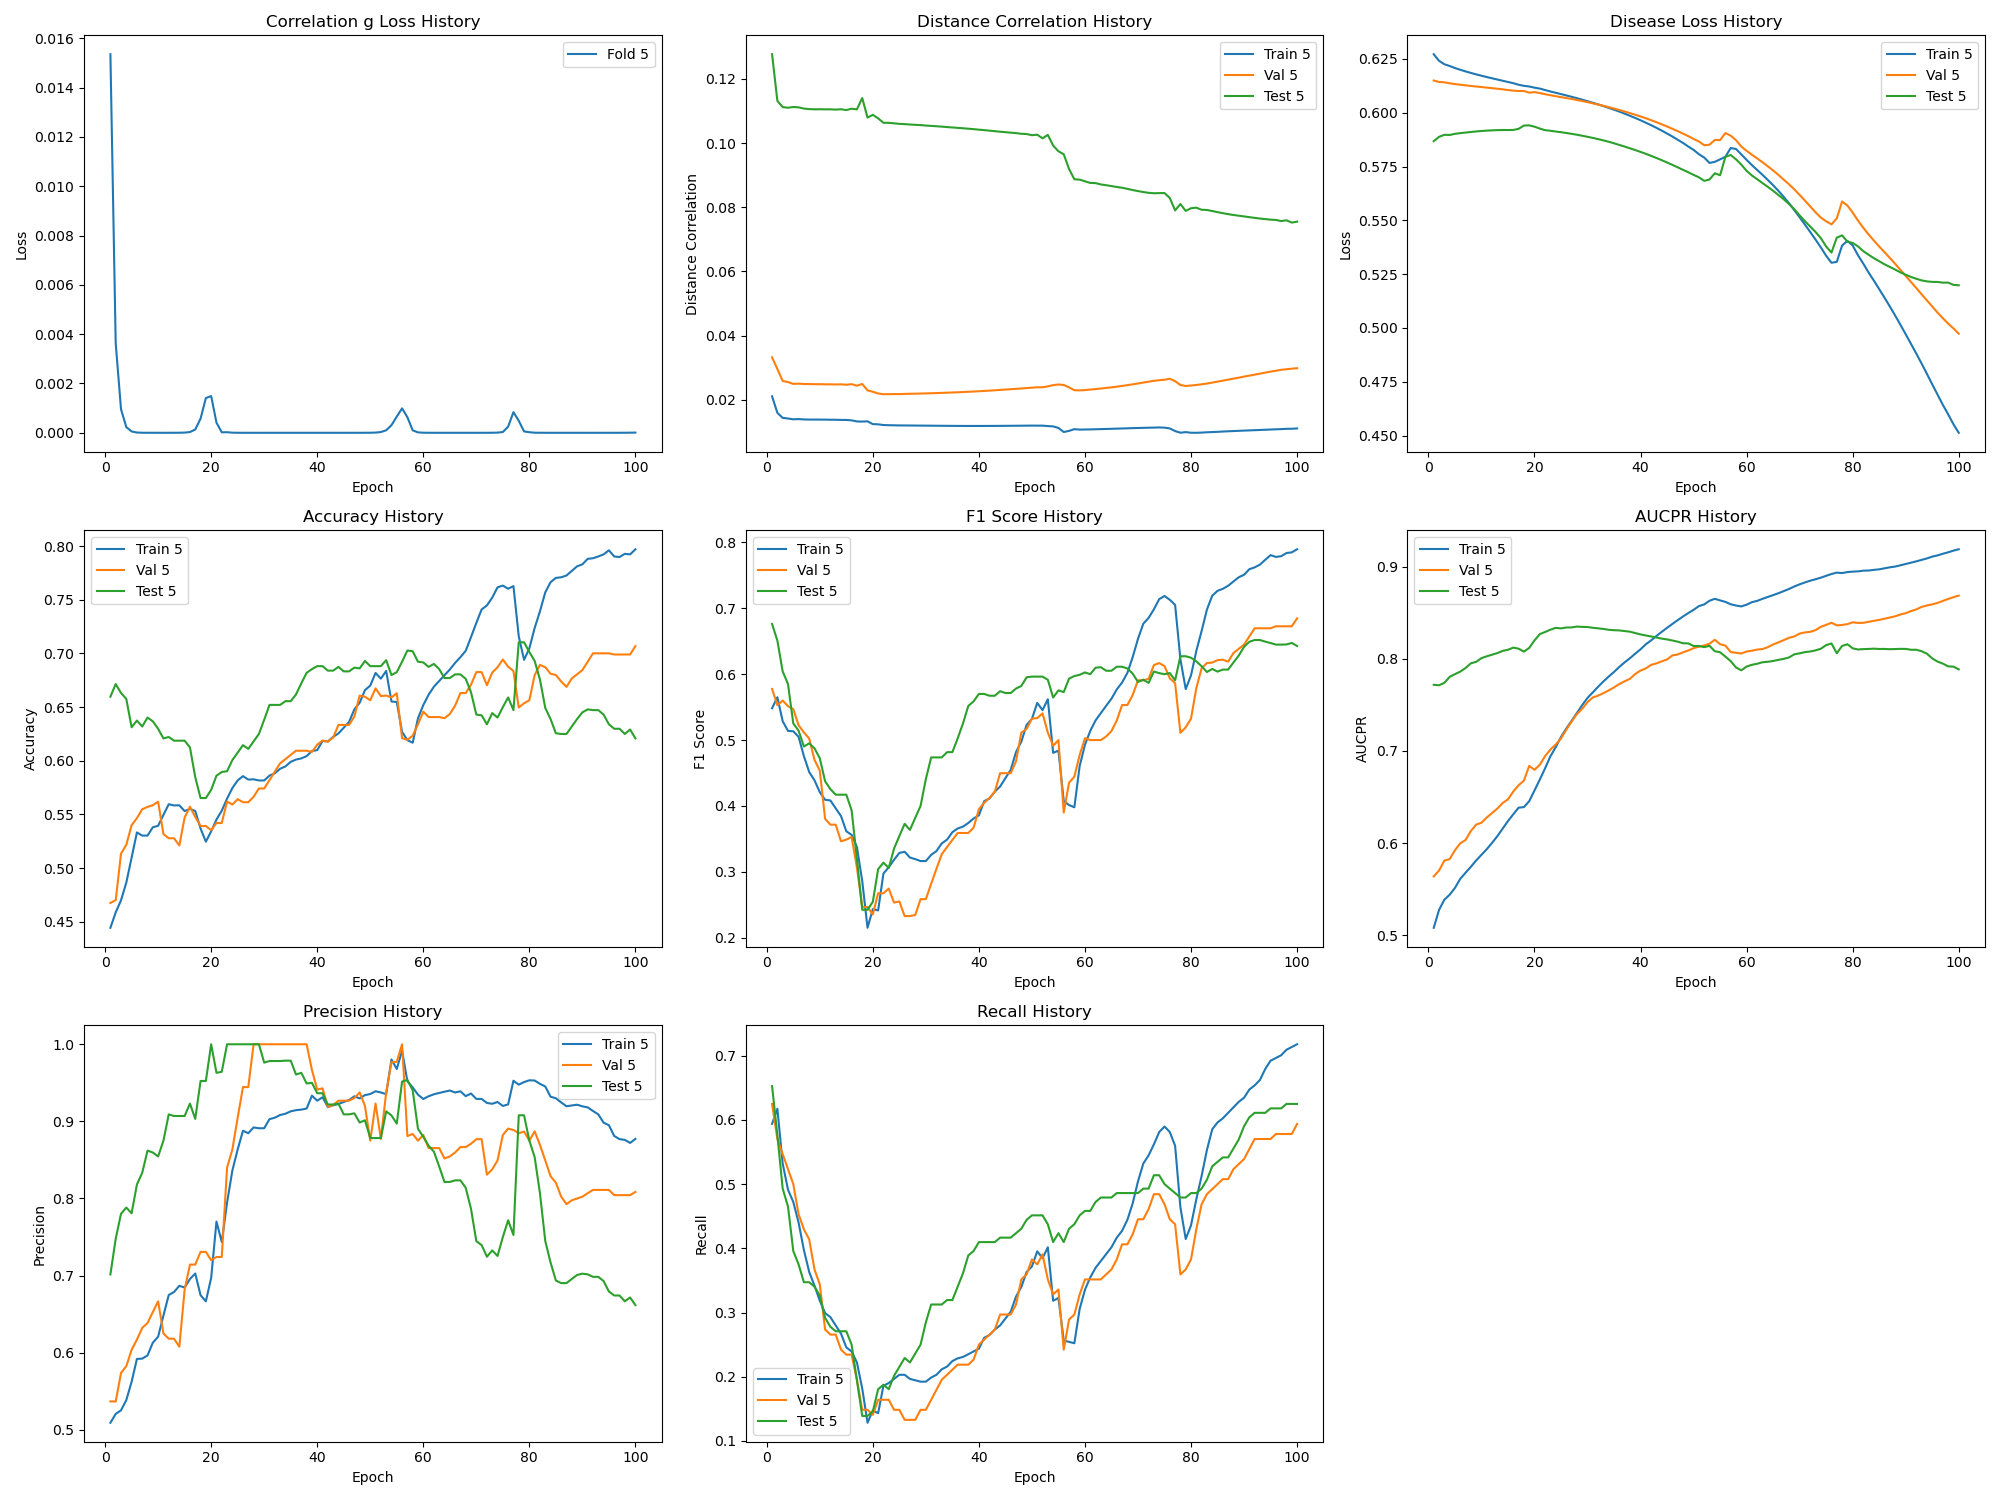 Correlation g Loss History
0.016
0.014
0.012
0.010
0.008
0.006
0.004
0.002
0.000
Loss
0 20 40 60 80 100
Epoch
Fold 5
Distance Correlation History
0.12
0.10
0.08
0.06
0.04
0.02
Distance Correlation
0 20 40 60 80 100
Epoch
Train 5
Val 5
Test 5
Disease Loss History
0.625
0.600
0.575
0.550
0.525
0.500
0.475
0.450
Loss
0 20 40 60 80 100
Epoch
Train 5
Val 5
Test 5
Accuracy History
0.80
0.75
0.70
0.65
0.60
0.55
0.50
0.45
Accuracy
0 20 40 60 80 100
Epoch
Train 5
Val 5
Test 5
F1 Score History
0.8
0.7
0.6
0.5
0.4
0.3
0.2
F1 Score
0 20 40 60 80 100
Epoch
Train 5
Val 5
Test 5
AUCPR History
0.9
0.8
0.7
0.6
0.5
AUCPR
0 20 40 60 80 100
Epoch
Train 5
Val 5
Test 5
Precision History
1.0
0.9
0.8
0.7
0.6
0.5
Precision
0 20 40 60 80 100
Epoch
Train 5
Val 5
Test 5
Recall History
0.7
0.6
0.5
0.4
0.3
0.2
0.1
Recall
0 20 40 60 80 100
Epoch
Train 5
Val 5
Test 5